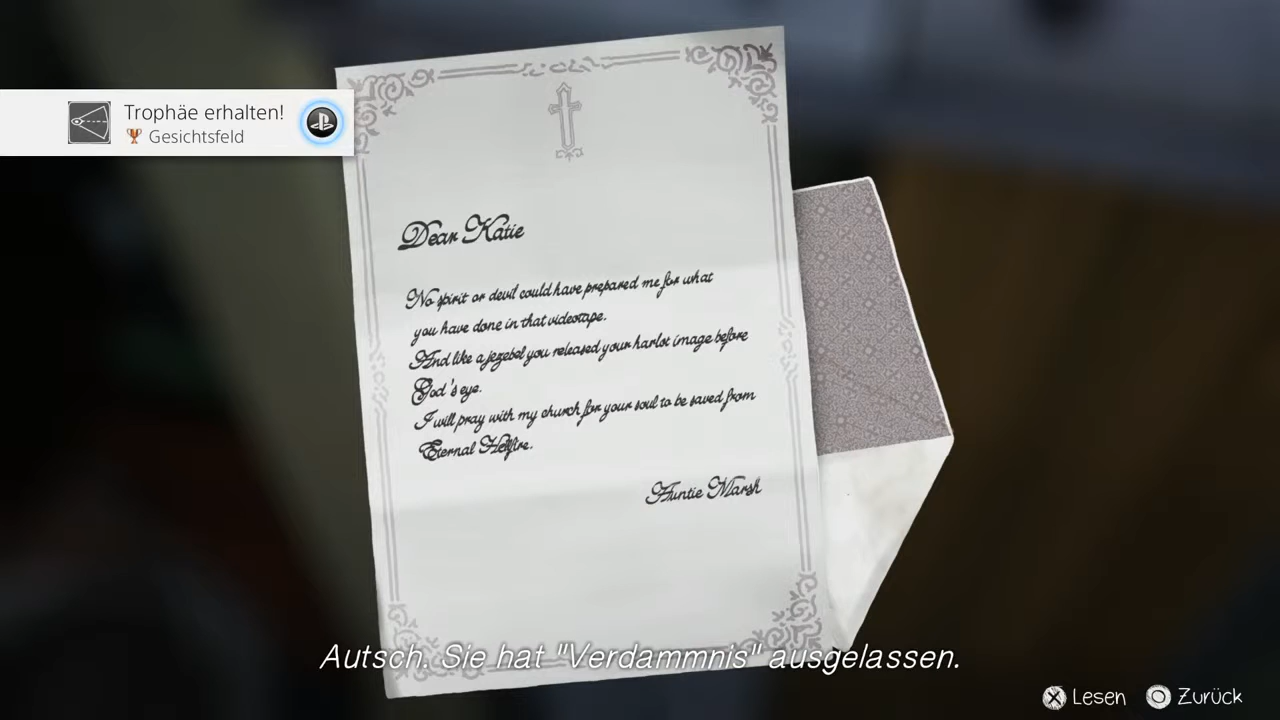 Trophäe erhalten!
Gesichtsfeld
Dear Katie
No spirit or devil could have prepared me for what
you have done in that videotape.
And like a jezebel you released your harlot image before
God's eye.
I will pray with my church for your soul to be saved from
Eternal Hellfire.
Auntie Marsh
Autsch. Sie hat "Verdammnis" ausgelassen.
Lesen Zurück